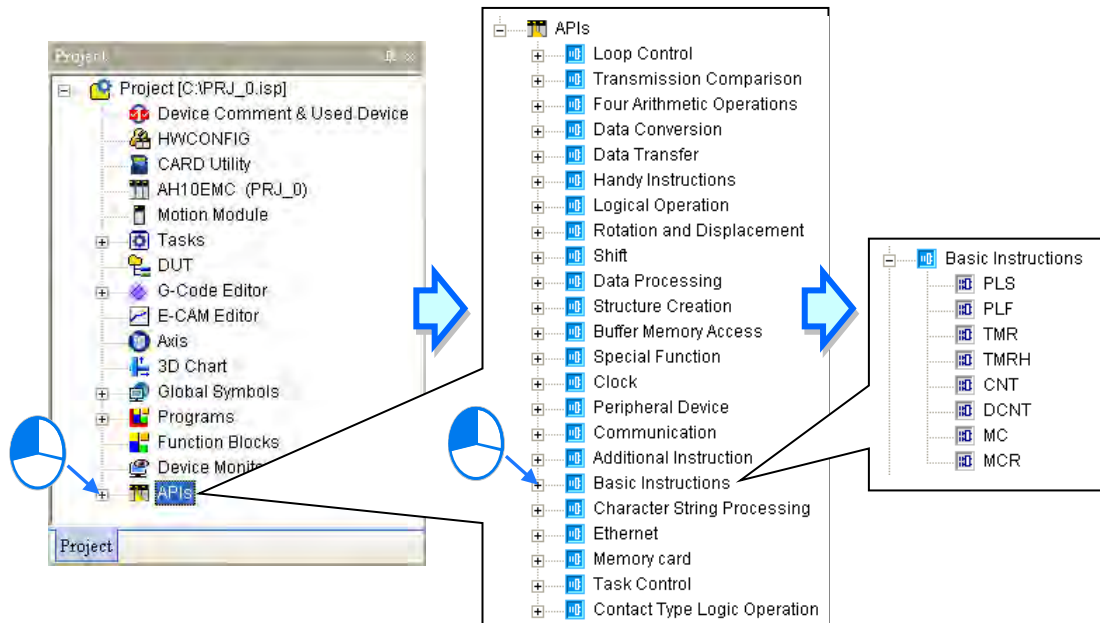 Project
Project [C:\PRJ_0.isp]
Device Comment & Used Device
HWCONFIG
CARD Utility
AH10EMC (PRJ_0)
Motion Module
Tasks
DUT
G-Code Editor
E-CAM Editor
Axis
3D Chart
Global Symbols
Programs
Function Blocks
Device Monito
APIs
Project
APIs
Loop Control
Transmission Comparison
Four Arithmetic Operations
Data Conversion
Data Transfer
Handy Instructions
Logical Operation
Rotation and Displacement
Shift
Data Processing
Structure Creation
Buffer Memory Access
Special Function
Clock
Peripheral Device
Communication
Additional Instruction
Basic Instructions
Character String Processing
Ethernet
Memory card
Task Control
Contact Type Logic Operation
Basic Instructions
PLS
PLF
TMR
TMRH
CNT
DCNT
MC
MCR